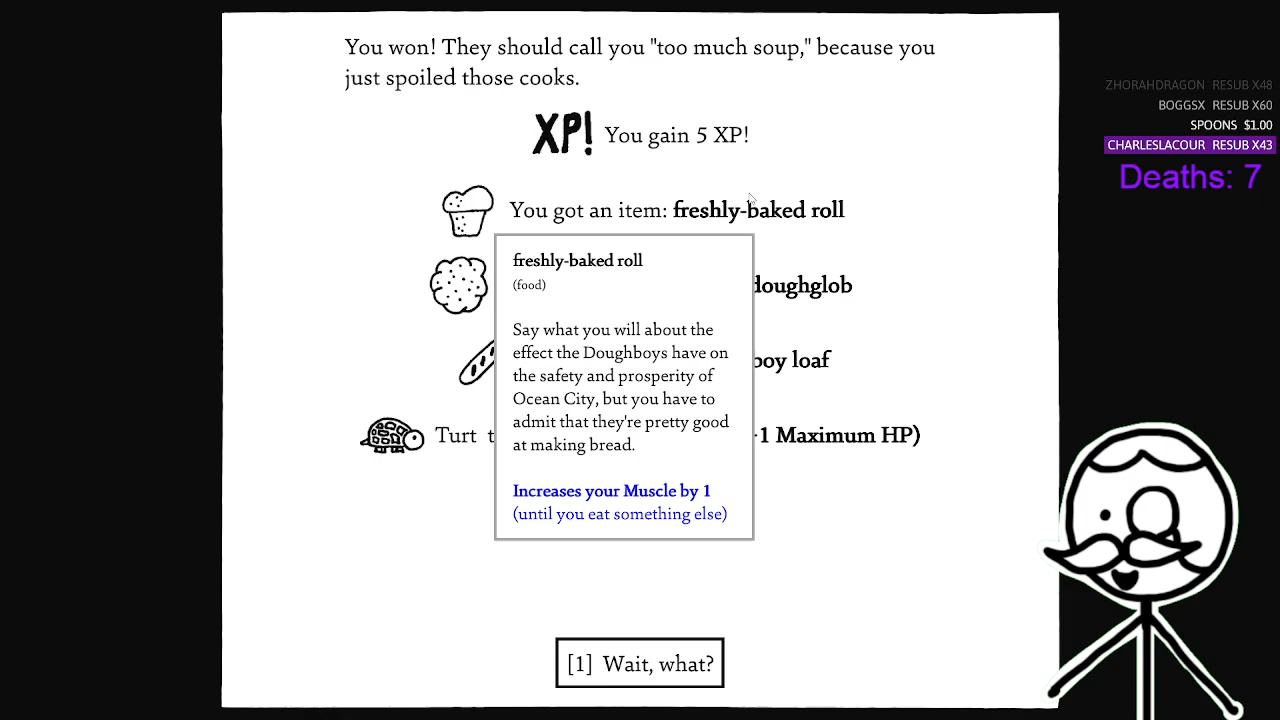 You won! They should call you "too much soup," because you
just spoiled those cooks.
XP! You gain 5 XP!
You got an item: freshly-baked roll
freshly-baked roll
(food)
doughglob
Say what you will about the
effect the Doughboys have on
the safety and prosperity of
Ocean City, but you have to
admit that they're pretty good
at making bread.
boy loaf
Turt
1 Maximum HP)
Increases your Muscle by 1
(until you eat something else)
[1] Wait, what?
ZHORAHDRAGON RESUB X48
BOGGSX RESUB X60
SPOONS $1.00
CHARLESLACOUR RESUB X43
Deaths: 7